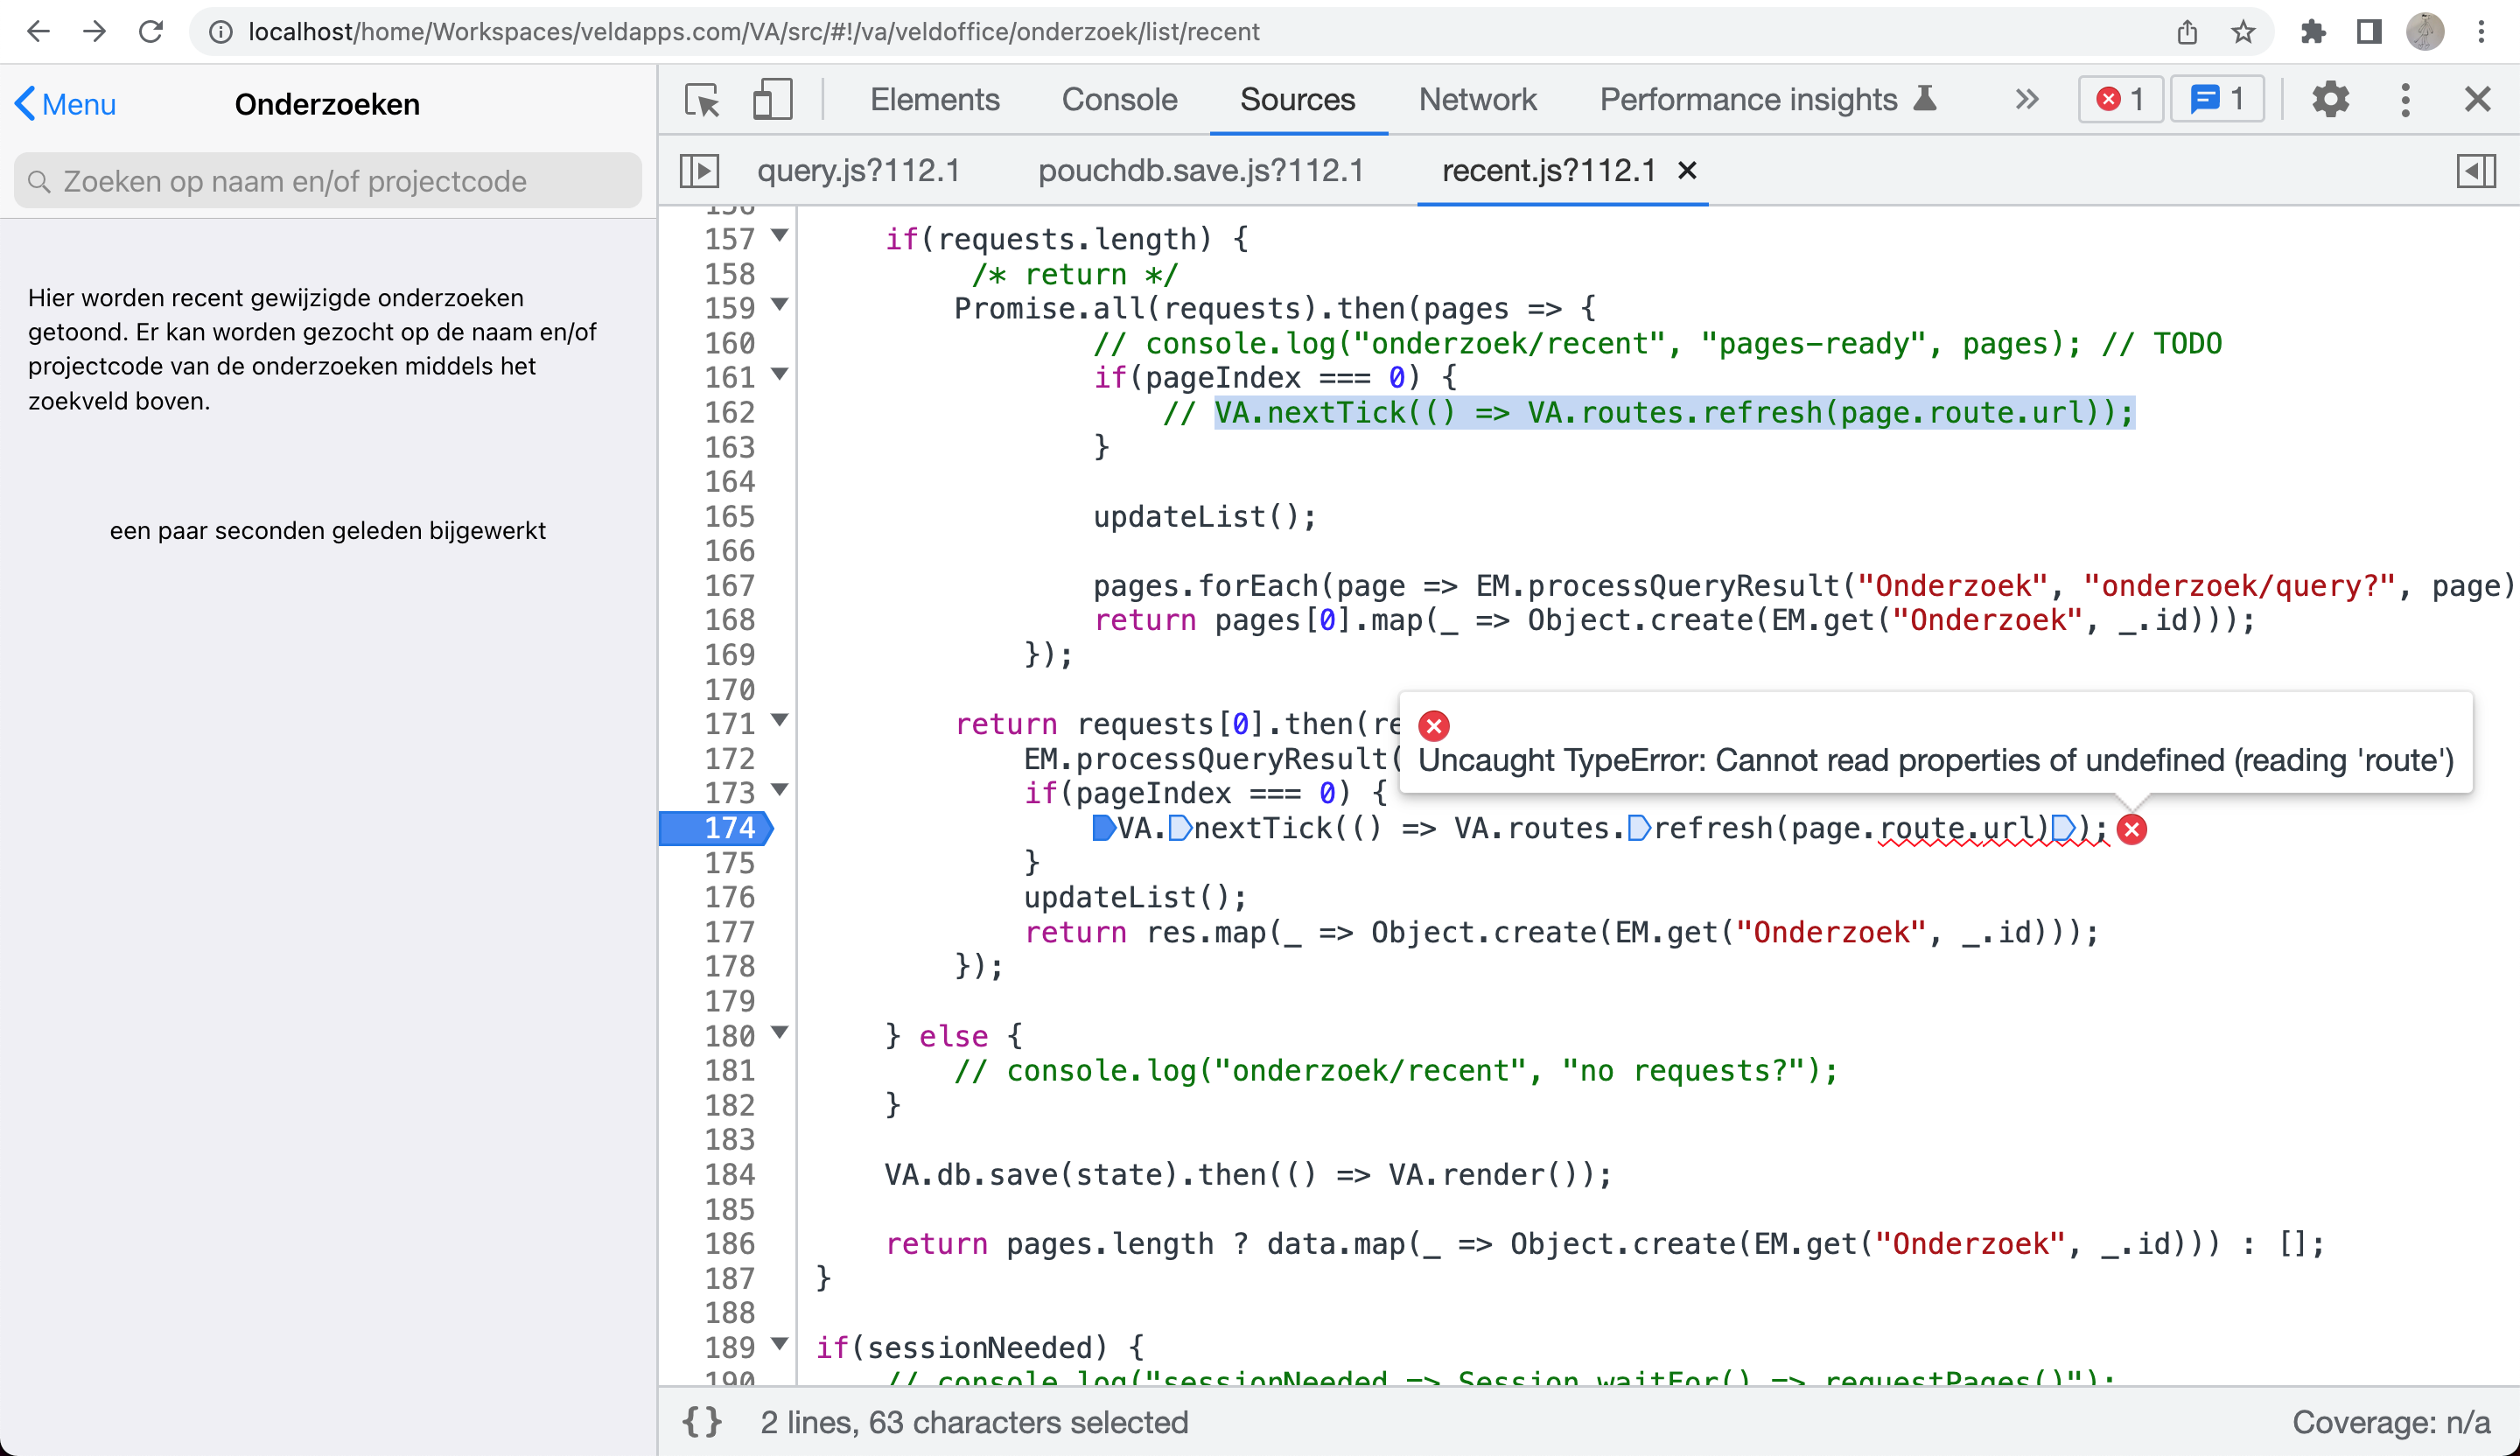 localhost/home/Workspaces/veldapps.com/VA/src/#!/va/veldoffice/onderzoek/list/recent
Menu
Onderzoeken
Zoeken op naam en/of projectcode
Hier worden recent gewijzigde onderzoeken
getoond. Er kan worden gezocht op de naam en/of
projectcode van de onderzoeken middels het
zoekveld boven.
een paar seconden geleden bijgewerkt
Elements Console Sources Network Performance insights 1 1
query.js?112.1 pouchdb.save.js?112.1 recent.js?112.1
156
157 if(requests.length) {
158 /* return */
159 Promise.all(requests).then(pages => {
160 // console.log("onderzoek/recent", "pages-ready", pages); // TODO
161 if(pageIndex === 0) {
162 // VA.nextTick(() => VA.routes.refresh(page.route.url));
163 }
164
165 updateList();
166
167 pages.forEach(page => EM.processQueryResult("Onderzoek", "onderzoek/query?", page)
168 return pages[0].map(_ => Object.create(EM.get("Onderzoek", _.id)));
169 });
170
171 return requests[0].then(re
172 EM.processQueryResult(
173 if(pageIndex === 0) {
Uncaught TypeError: Cannot read properties of undefined (reading 'route')
174 VA.nextTick(() => VA.routes.refresh(page.route.url));
175 }
176 updateList();
177 return res.map(_ => Object.create(EM.get("Onderzoek", _.id)));
178 });
179
180 } else {
181 // console.log("onderzoek/recent", "no requests?");
182 }
183
184 VA.db.save(state).then(() => VA.render());
185
186 return pages.length ? data.map(_ => Object.create(EM.get("Onderzoek", _.id))) : [];
187 }
188
189 if(sessionNeeded) {
190 // console.log("sessionNeeded => Session.waitFor() => requestPages()");
{} 2 lines, 63 characters selected
Coverage: n/a